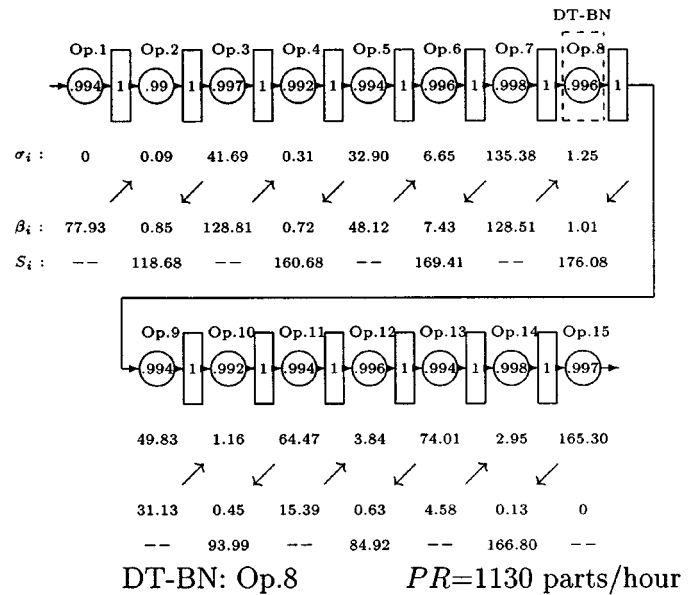 DT-BN
Op.1 Op.2 Op.3 Op.4 Op.5 Op.6 Op.7 Op.8
.994 1 .99 1 .997 1 .992 1 .994 1 .996 1 .998 1 .996 1
σi : 0 0.09 41.69 0.31 32.90 6.65 135.38 1.25
βi : 77.93 0.85 128.81 0.72 48.12 7.43 128.51 1.01
Si : -- 118.68 -- 160.68 -- 169.41 -- 176.08
Op.9 Op.10 Op.11 Op.12 Op.13 Op.14 Op.15
.994 1 .992 1 .994 1 .996 1 .994 1 .998 1 .997
49.83 1.16 64.47 3.84 74.01 2.95 165.30
31.13 0.45 15.39 0.63 4.58 0.13 0
-- 93.99 -- 84.92 -- 166.80 --
DT-BN: Op.8 PR=1130 parts/hour